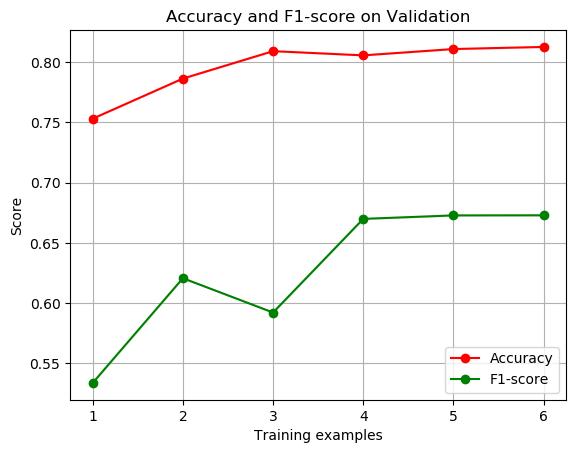 Accuracy and F1-score on Validation
Score
0.80
0.75
0.70
0.65
0.60
0.55
Accuracy
F1-score
1 2 3 4 5 6
Training examples